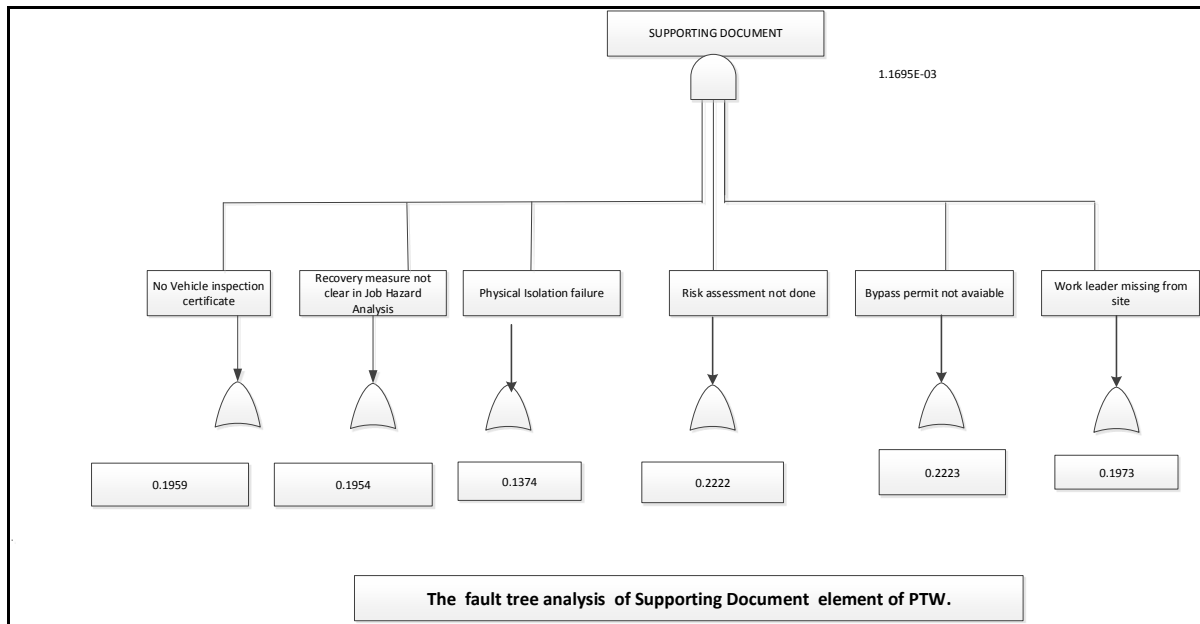 SUPPORTING DOCUMENT
1.1695E-03
No Vehicle inspection
certificate
Recovery measure not
clear in Job Hazard
Analysis
Physical Isolation failure
Risk assessment not done
Bypass permit not avaiable
Work leader missing from
site
0.1959
0.1954
0.1374
0.2222
0.2223
0.1973
The fault tree analysis of Supporting Document element of PTW.